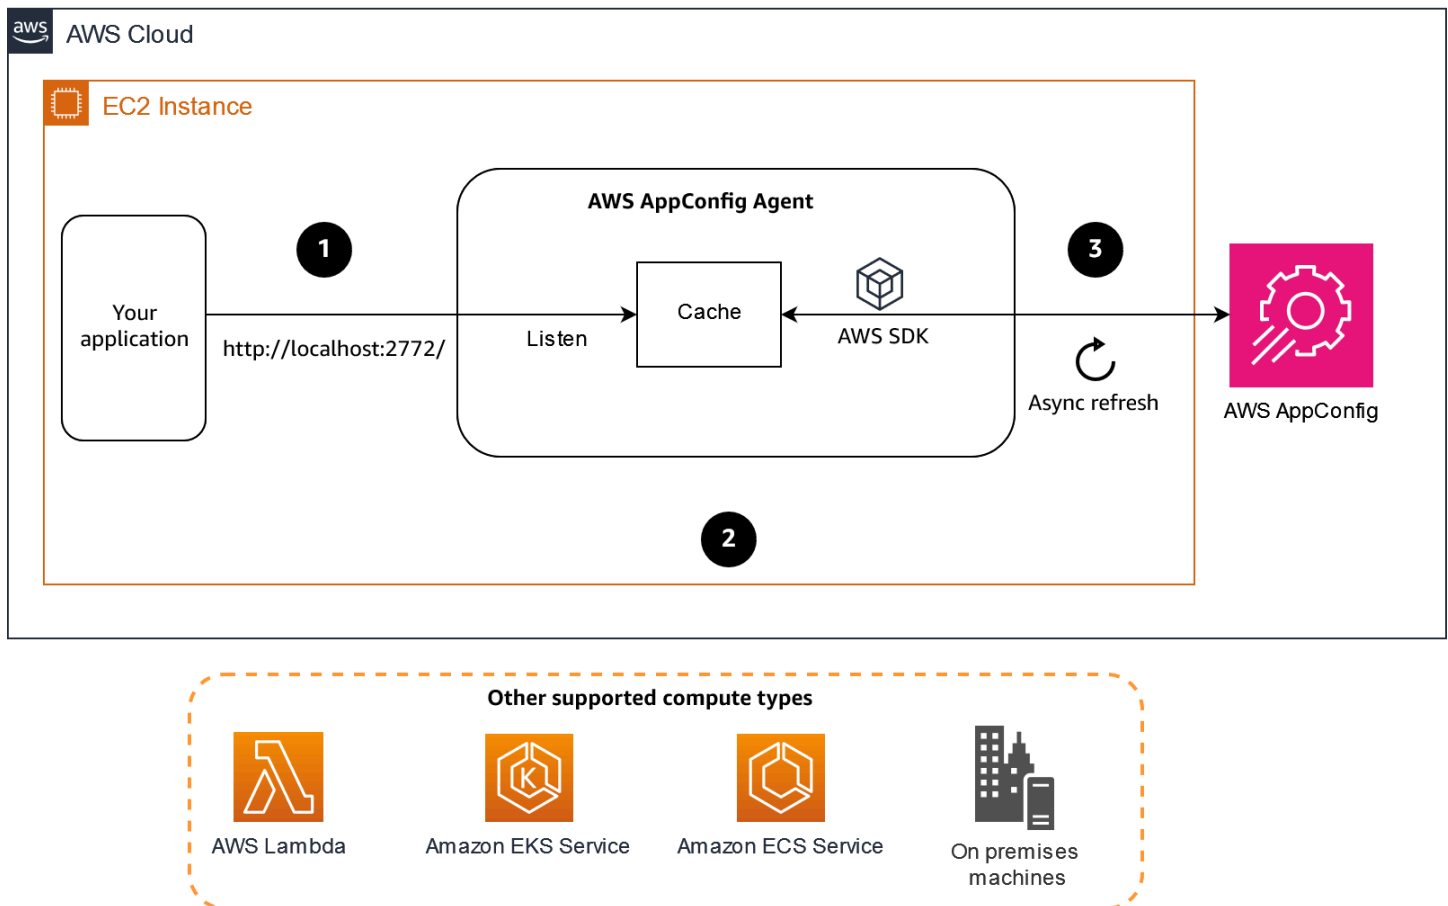 aws
AWS Cloud
EC2 Instance
AWS AppConfig Agent
1
3
Your
application
http://localhost:2772/
Listen
Cache
AWS SDK
Async refresh
AWS AppConfig
2
Other supported compute types
K
AWS Lambda
Amazon EKS Service
Amazon ECS Service
On premises
machines